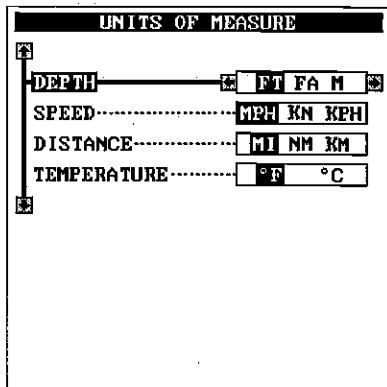 UNITS OF MEASURE
DEPTH FT FA M
SPEED MPH KN KPH
DISTANCE MI NM KM
TEMPERATURE °F °C